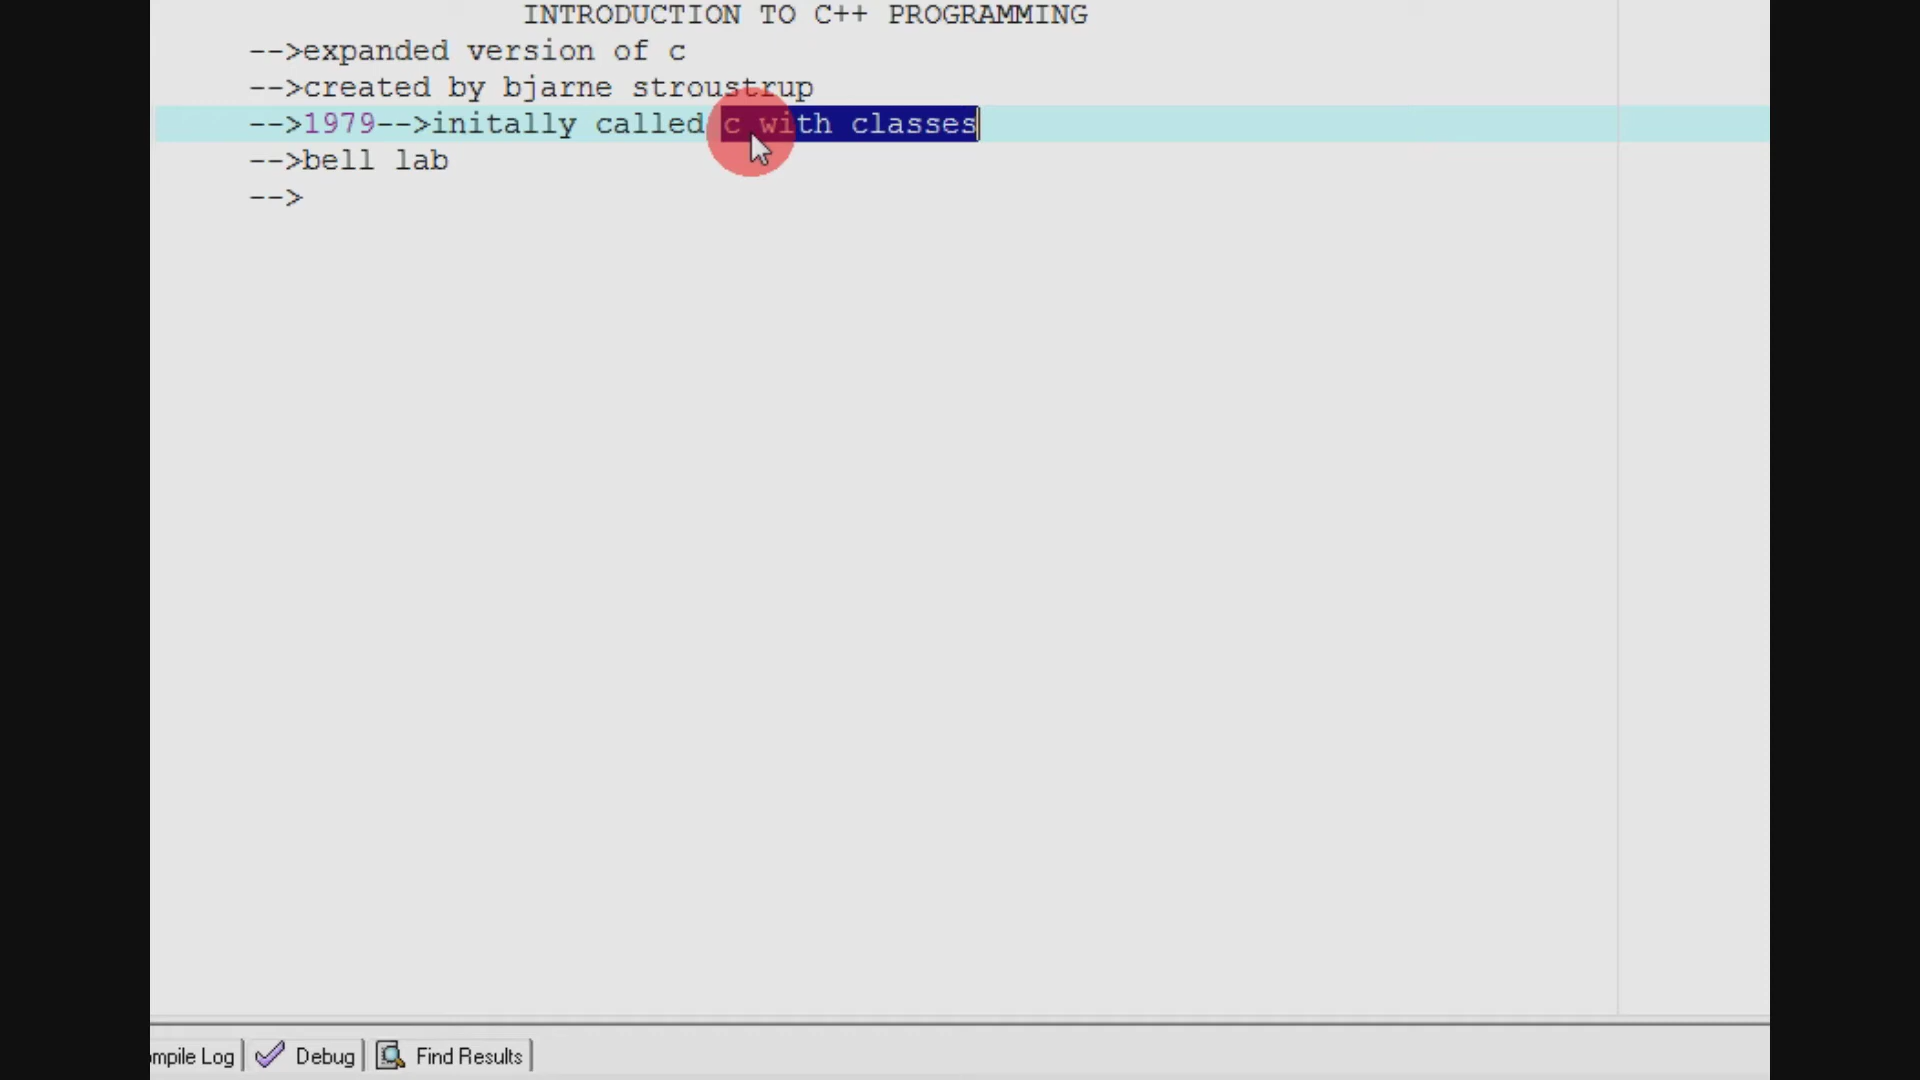 INTRODUCTION TO C++ PROGRAMMING
-->expanded version of c
-->created by bjarne stroustrup
-->1979-->initally called c with classes
-->bell lab
-->
mpile Log Debug Find Results